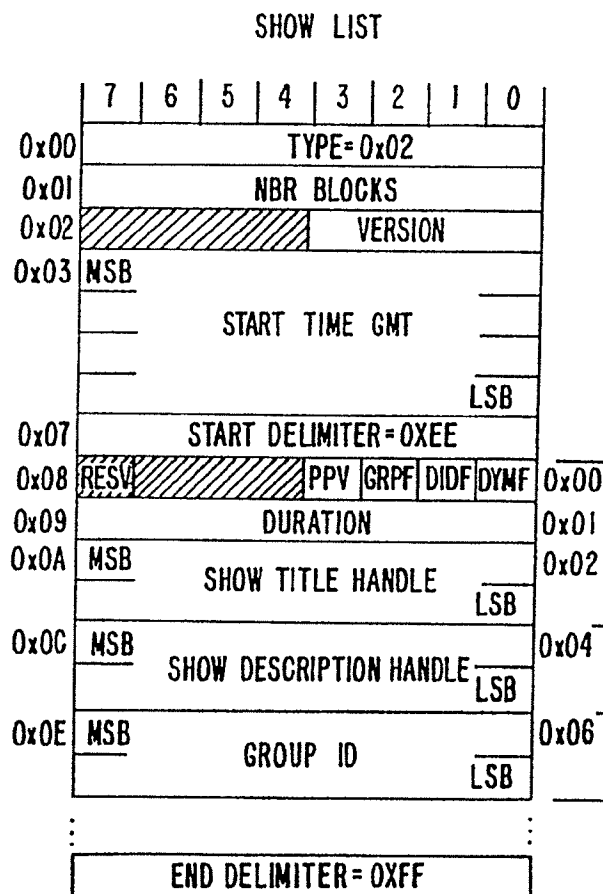 SHOW LIST
7 | 6 | 5 | 4 | 3 | 2 | 1 | 0
0x00 TYPE=0x02
0x01 NBR BLOCKS
0x02 VERSION
0x03 MSB
START TIME GMT
LSB
0x07 START DELIMITER=0XEE
0x08 RESV PPV GRPF DIDF DYMF 0x00
0x09 DURATION 0x01
0x0A MSB 0x02
SHOW TITLE HANDLE
LSB
0x0C MSB 0x04
SHOW DESCRIPTION HANDLE
LSB
0x0E MSB 0x06
GROUP ID
LSB
END DELIMITER=0XFF